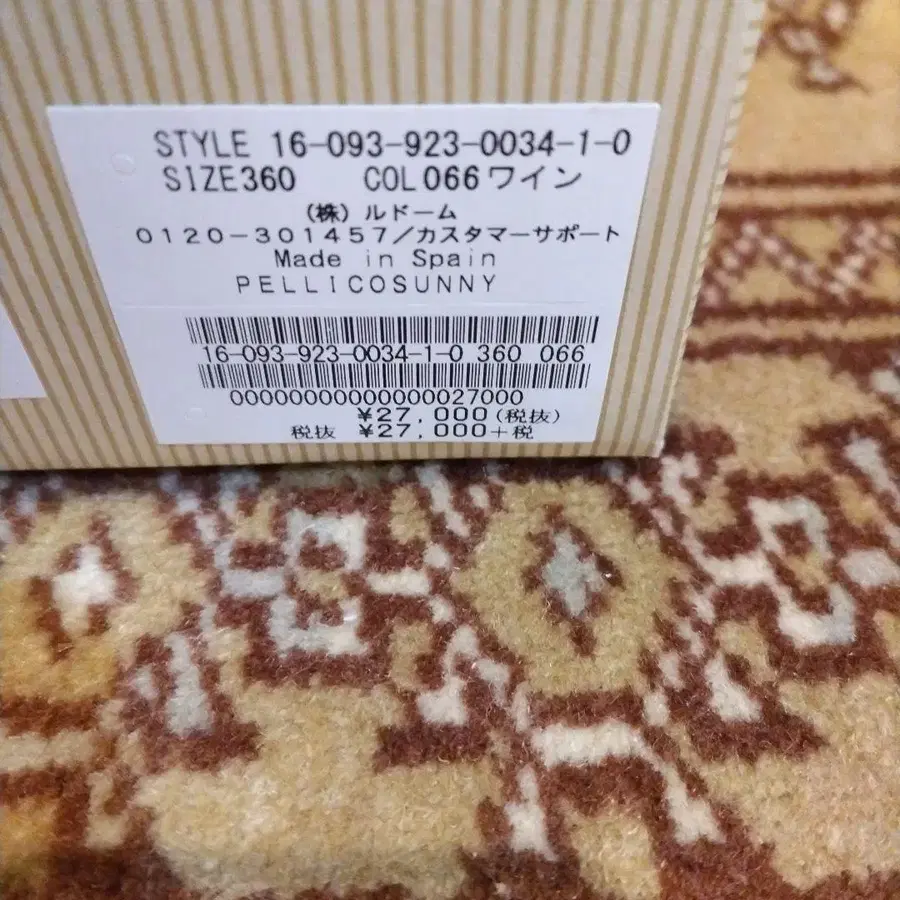 STYLE 16-093-923-0034-1-0
SIZE360 COL066ワイン
(株)ルドーム
0120-301457/カスタマーサポート
Made in Spain
PELLICOSUNNY
16-093-923-0034-1-0 360 066
00000000000000000027000
¥27,000(税抜)
税抜 ¥27,000+税